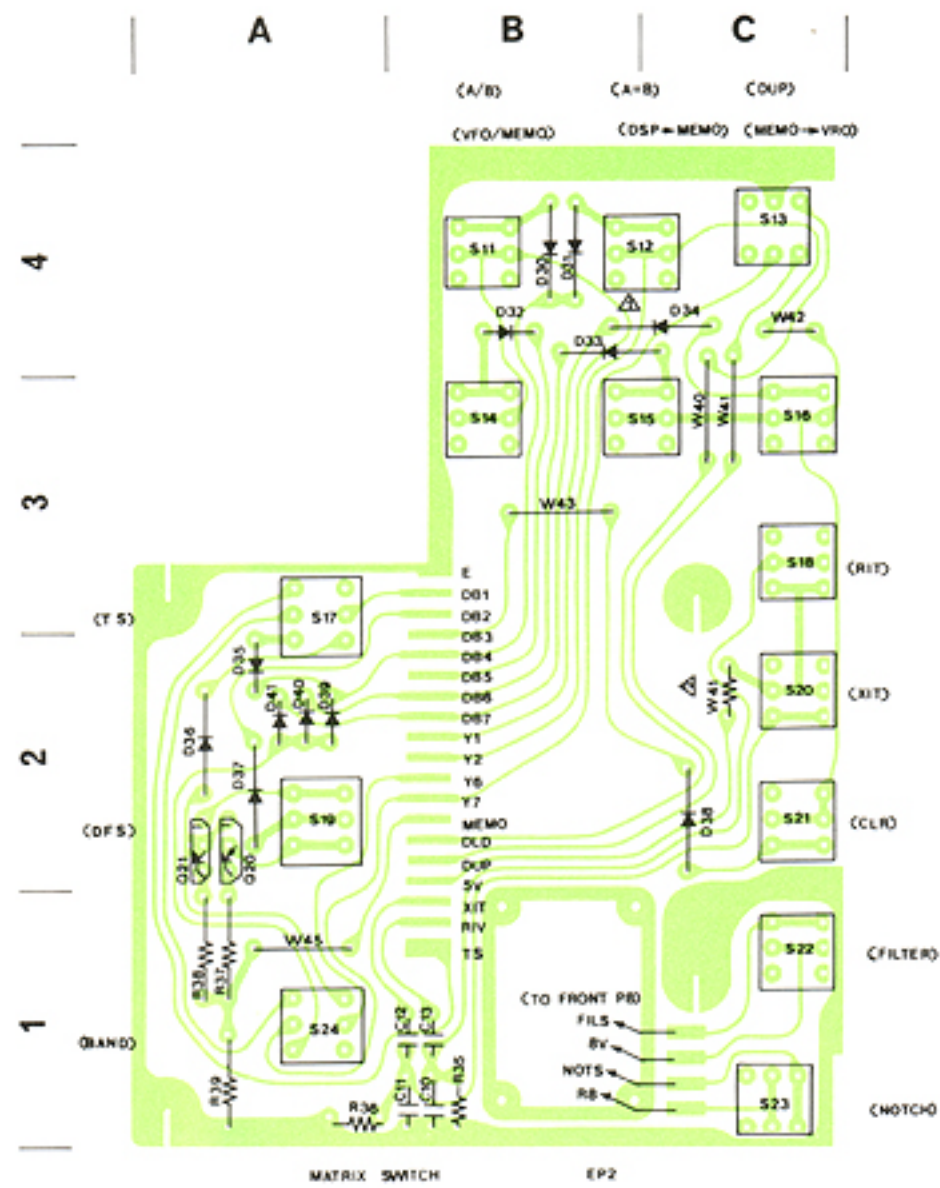 A B C
(A/B) (A=B) (DUP)
(VFO/MEMO) (DSP←MEMO) (MEMO→VRO)
4
S11 S12 S13
D30 D31
D32 D34 W42
D33
S14 S15 W40 W41 S16
3
W43
S18 (RIT)
E
DB1
(TS) S17 DB2
DB3
D35 DB4
DB5
D41 D40 D39 DB6
DB7
W41 S20 (XIT)
Y1
D36
2
Y2
D37 Y6
Y7
(DFS) S19 MEMO D38 S21 (CLR)
DLD
Q21 Q20 DUP
5V
XIT
RIV
W45 TS S22 (FILTER)
R38 R37
(TO FRONT PB)
1
S24 C12 C13 FILS
(BAND) 8V
NOTS
R39 C11 C10 R35 R8
R36 S23 (NOTCH)
MATRIX SWITCH EP2